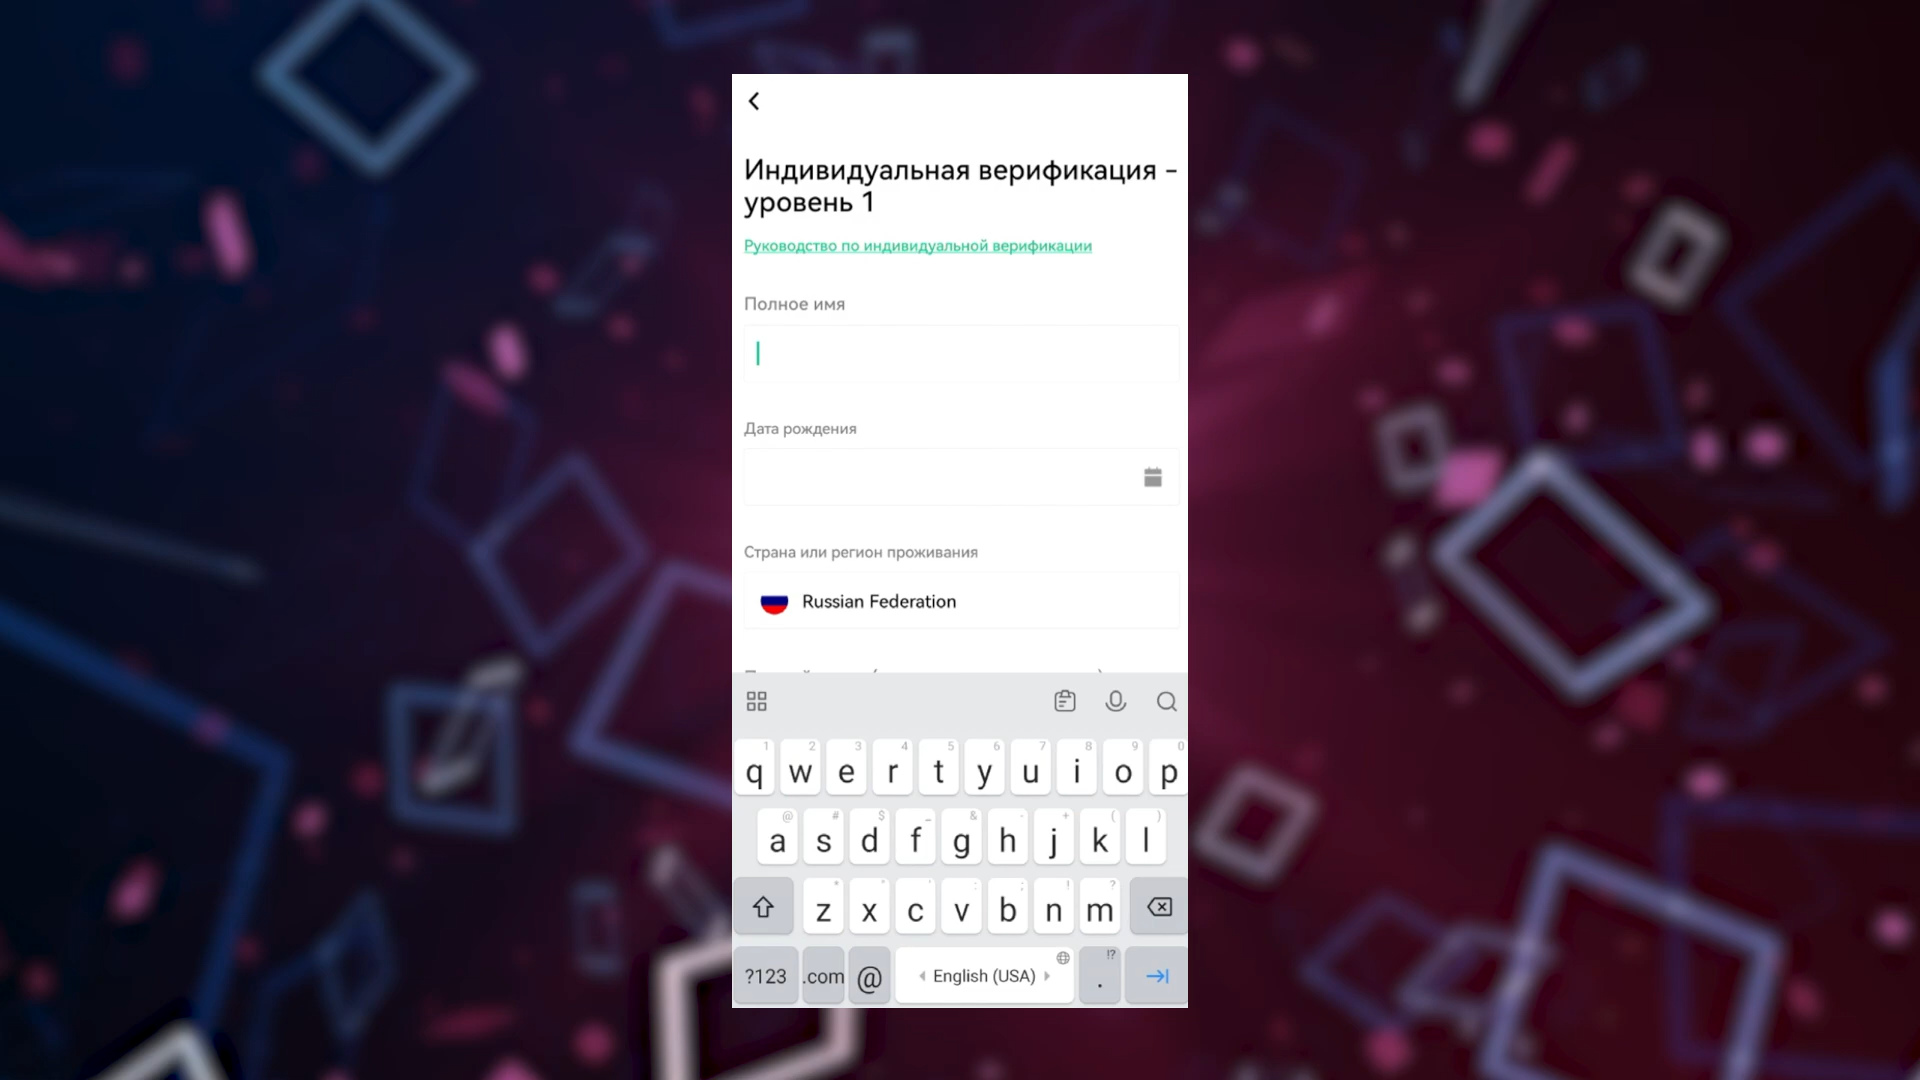 Индивидуальная верификация –
уровень 1
Руководство по индивидуальной верификации
Полное имя
Дата рождения
Страна или регион проживания
Russian Federation
1 2 3 4 5 6 7 8 9 0
q w e r t y u i o p
@ # $ _ & - + ( )
a s d f g h j k l
* " ' : ; ! ?
z x c v b n m
!?
?123 .com @ English (USA) .